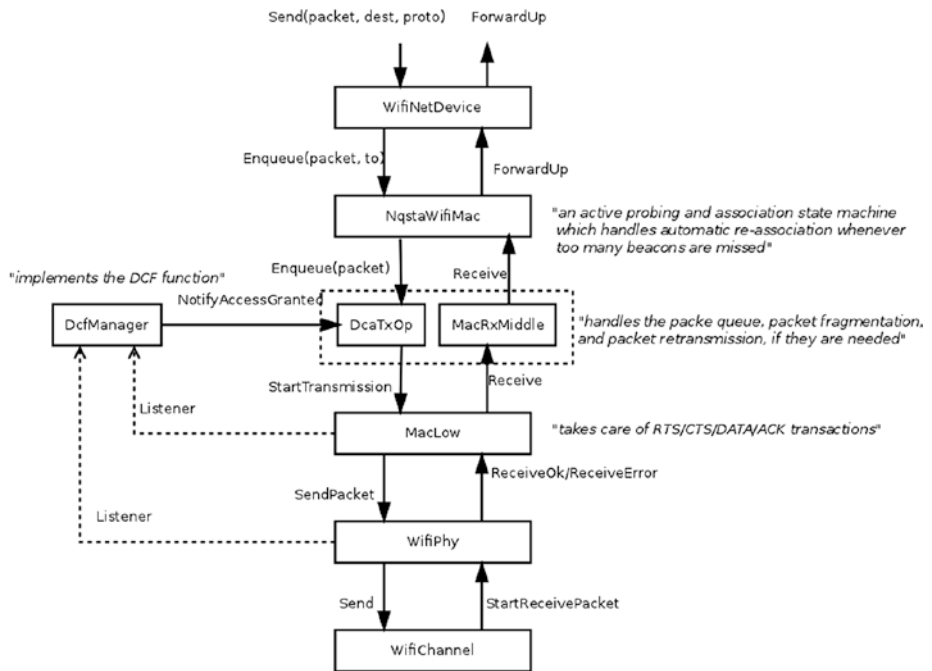 Send(packet, dest, proto)
ForwardUp
WifiNetDevice
Enqueue(packet, to)
ForwardUp
NqstaWifiMac
"an active probing and association state machine
which handles automatic re-association whenever
too many beacons are missed"
"implements the DCF function"
Enqueue(packet)
Receive
NotifyAccessGranted
DcfManager
DcaTxOp
MacRxMiddle
"handles the packe queue, packet fragmentation,
and packet retransmission, if they are needed"
StartTransmission
Receive
Listener
MacLow
"takes care of RTS/CTS/DATA/ACK transactions"
ReceiveOk/ReceiveError
SendPacket
Listener
WifiPhy
Send
StartReceivePacket
WifiChannel